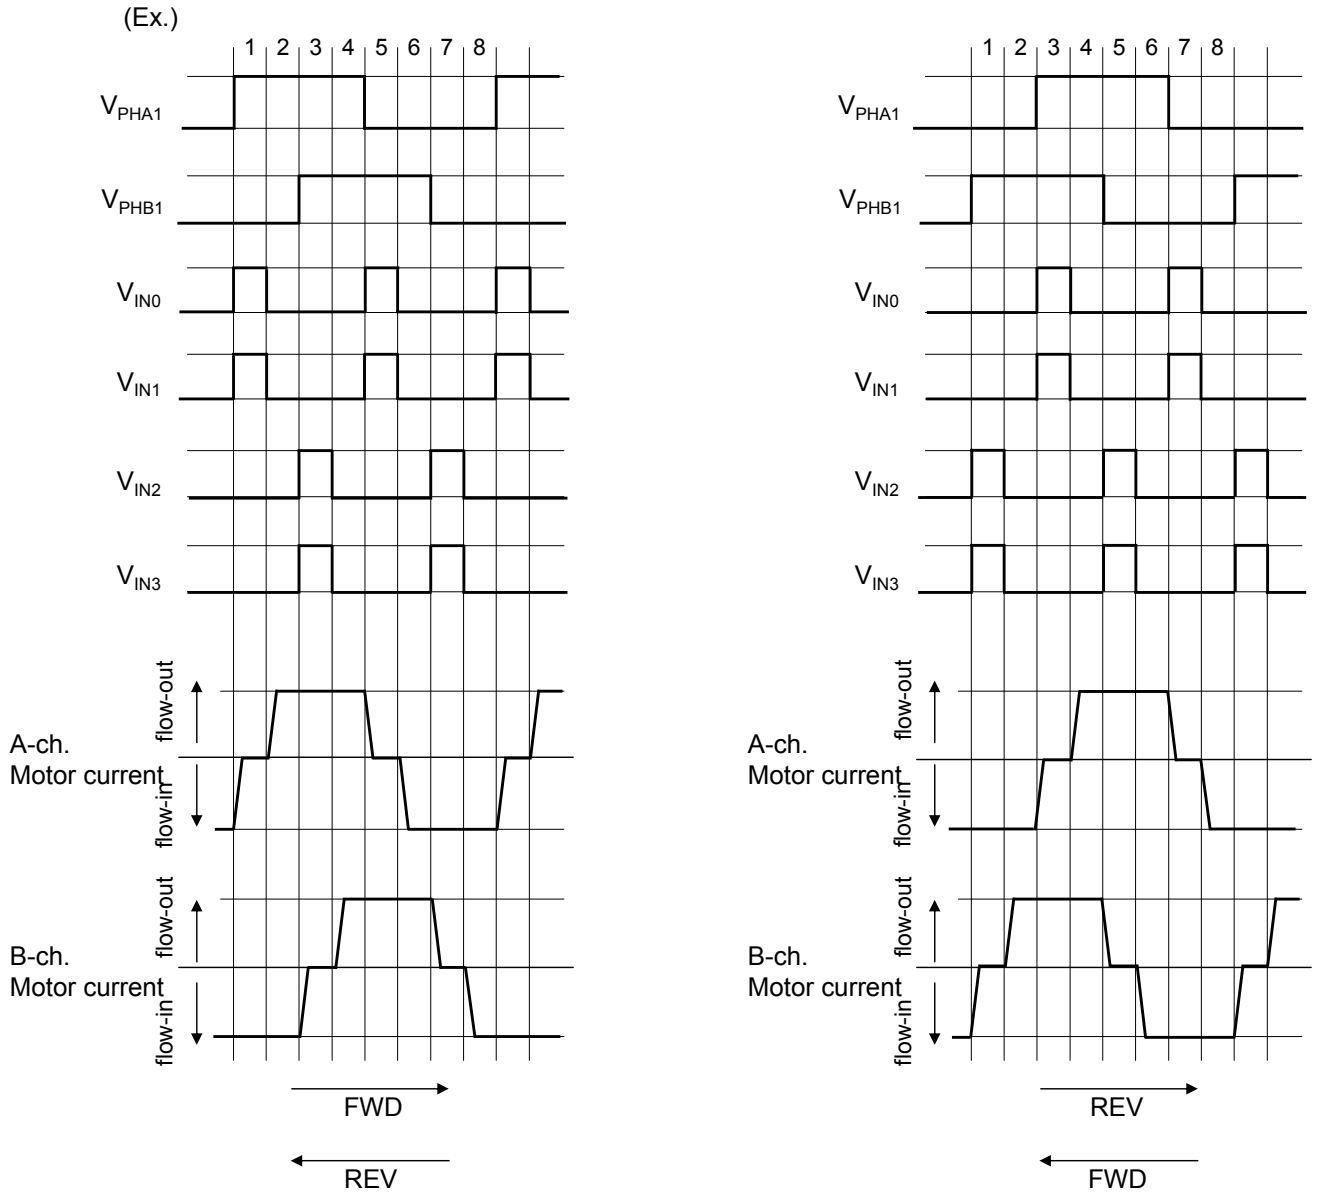 (Ex.)
1 2 3 4 5 6 7 8
VPHA1
VPHB1
VIN0
VIN1
VIN2
VIN3
flow-out
A-ch.
Motor current
flow-in
flow-out
B-ch.
Motor current
flow-in
FWD
REV
1 2 3 4 5 6 7 8
VPHA1
VPHB1
VIN0
VIN1
VIN2
VIN3
flow-out
A-ch.
Motor current
flow-in
flow-out
B-ch.
Motor current
flow-in
REV
FWD